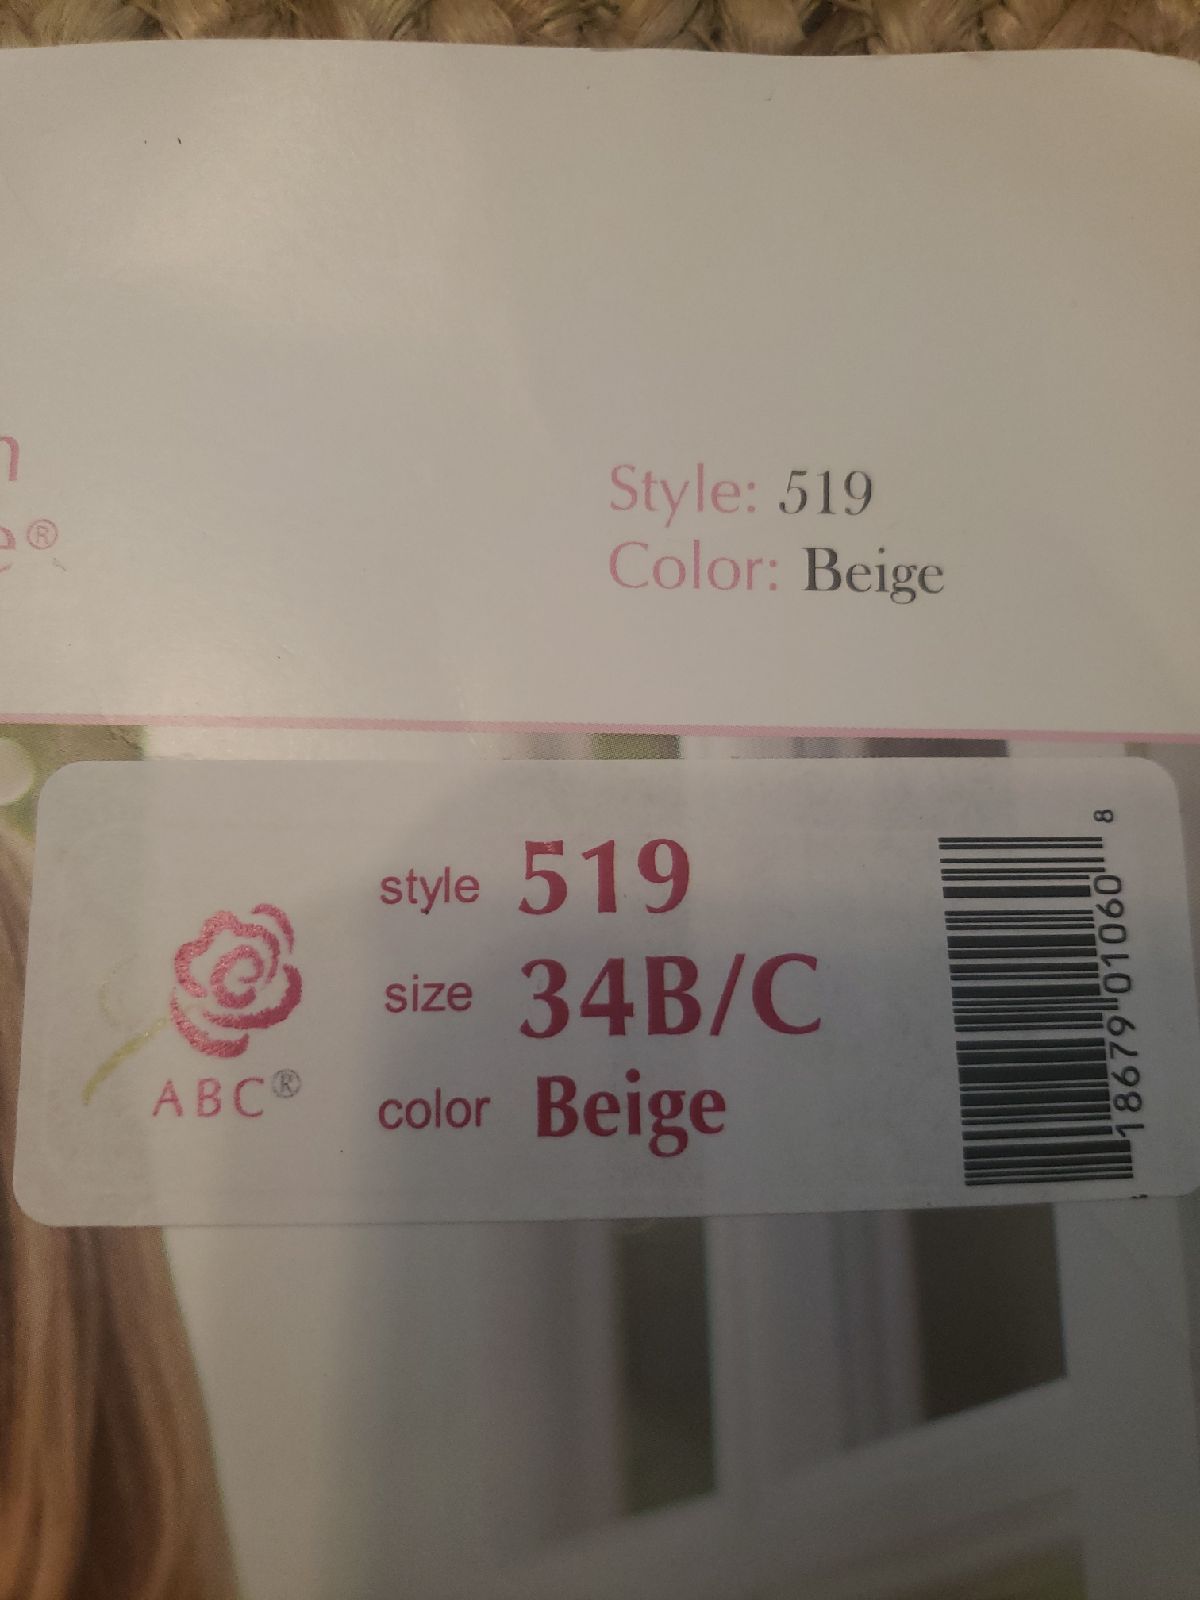 n
e®
Style: 519
Color: Beige
style 519
size 34B/C
color Beige
ABC®
18679 01060 8